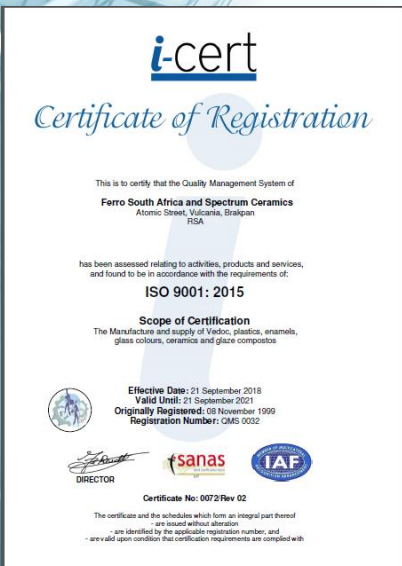 i-cert
Certificate of Registration
This is to certify that the Quality Management System of
Ferro South Africa and Spectrum Ceramics
Atomic Street, Vulcania, Brakpan
RSA
has been assessed relating to activities, products and services,
and found to be in accordance with the requirements of:
ISO 9001: 2015
Scope of Certification
The Manufacture and supply of Vedoc, plastics, enamels,
glass colours, ceramics and glaze compostos
Effective Date: 21 September 2018
Valid Until: 21 September 2021
Originally Registered: 08 November 1999
Registration Number: QMS 0032
DIRECTOR
sanas
IAF
Certificate No: 0072/Rev 02
The certificate and the schedules which form an integral part thereof
- are issued without alteration
- are identified by the applicable registration number, and
- are valid upon condition that certification requirements are complied with